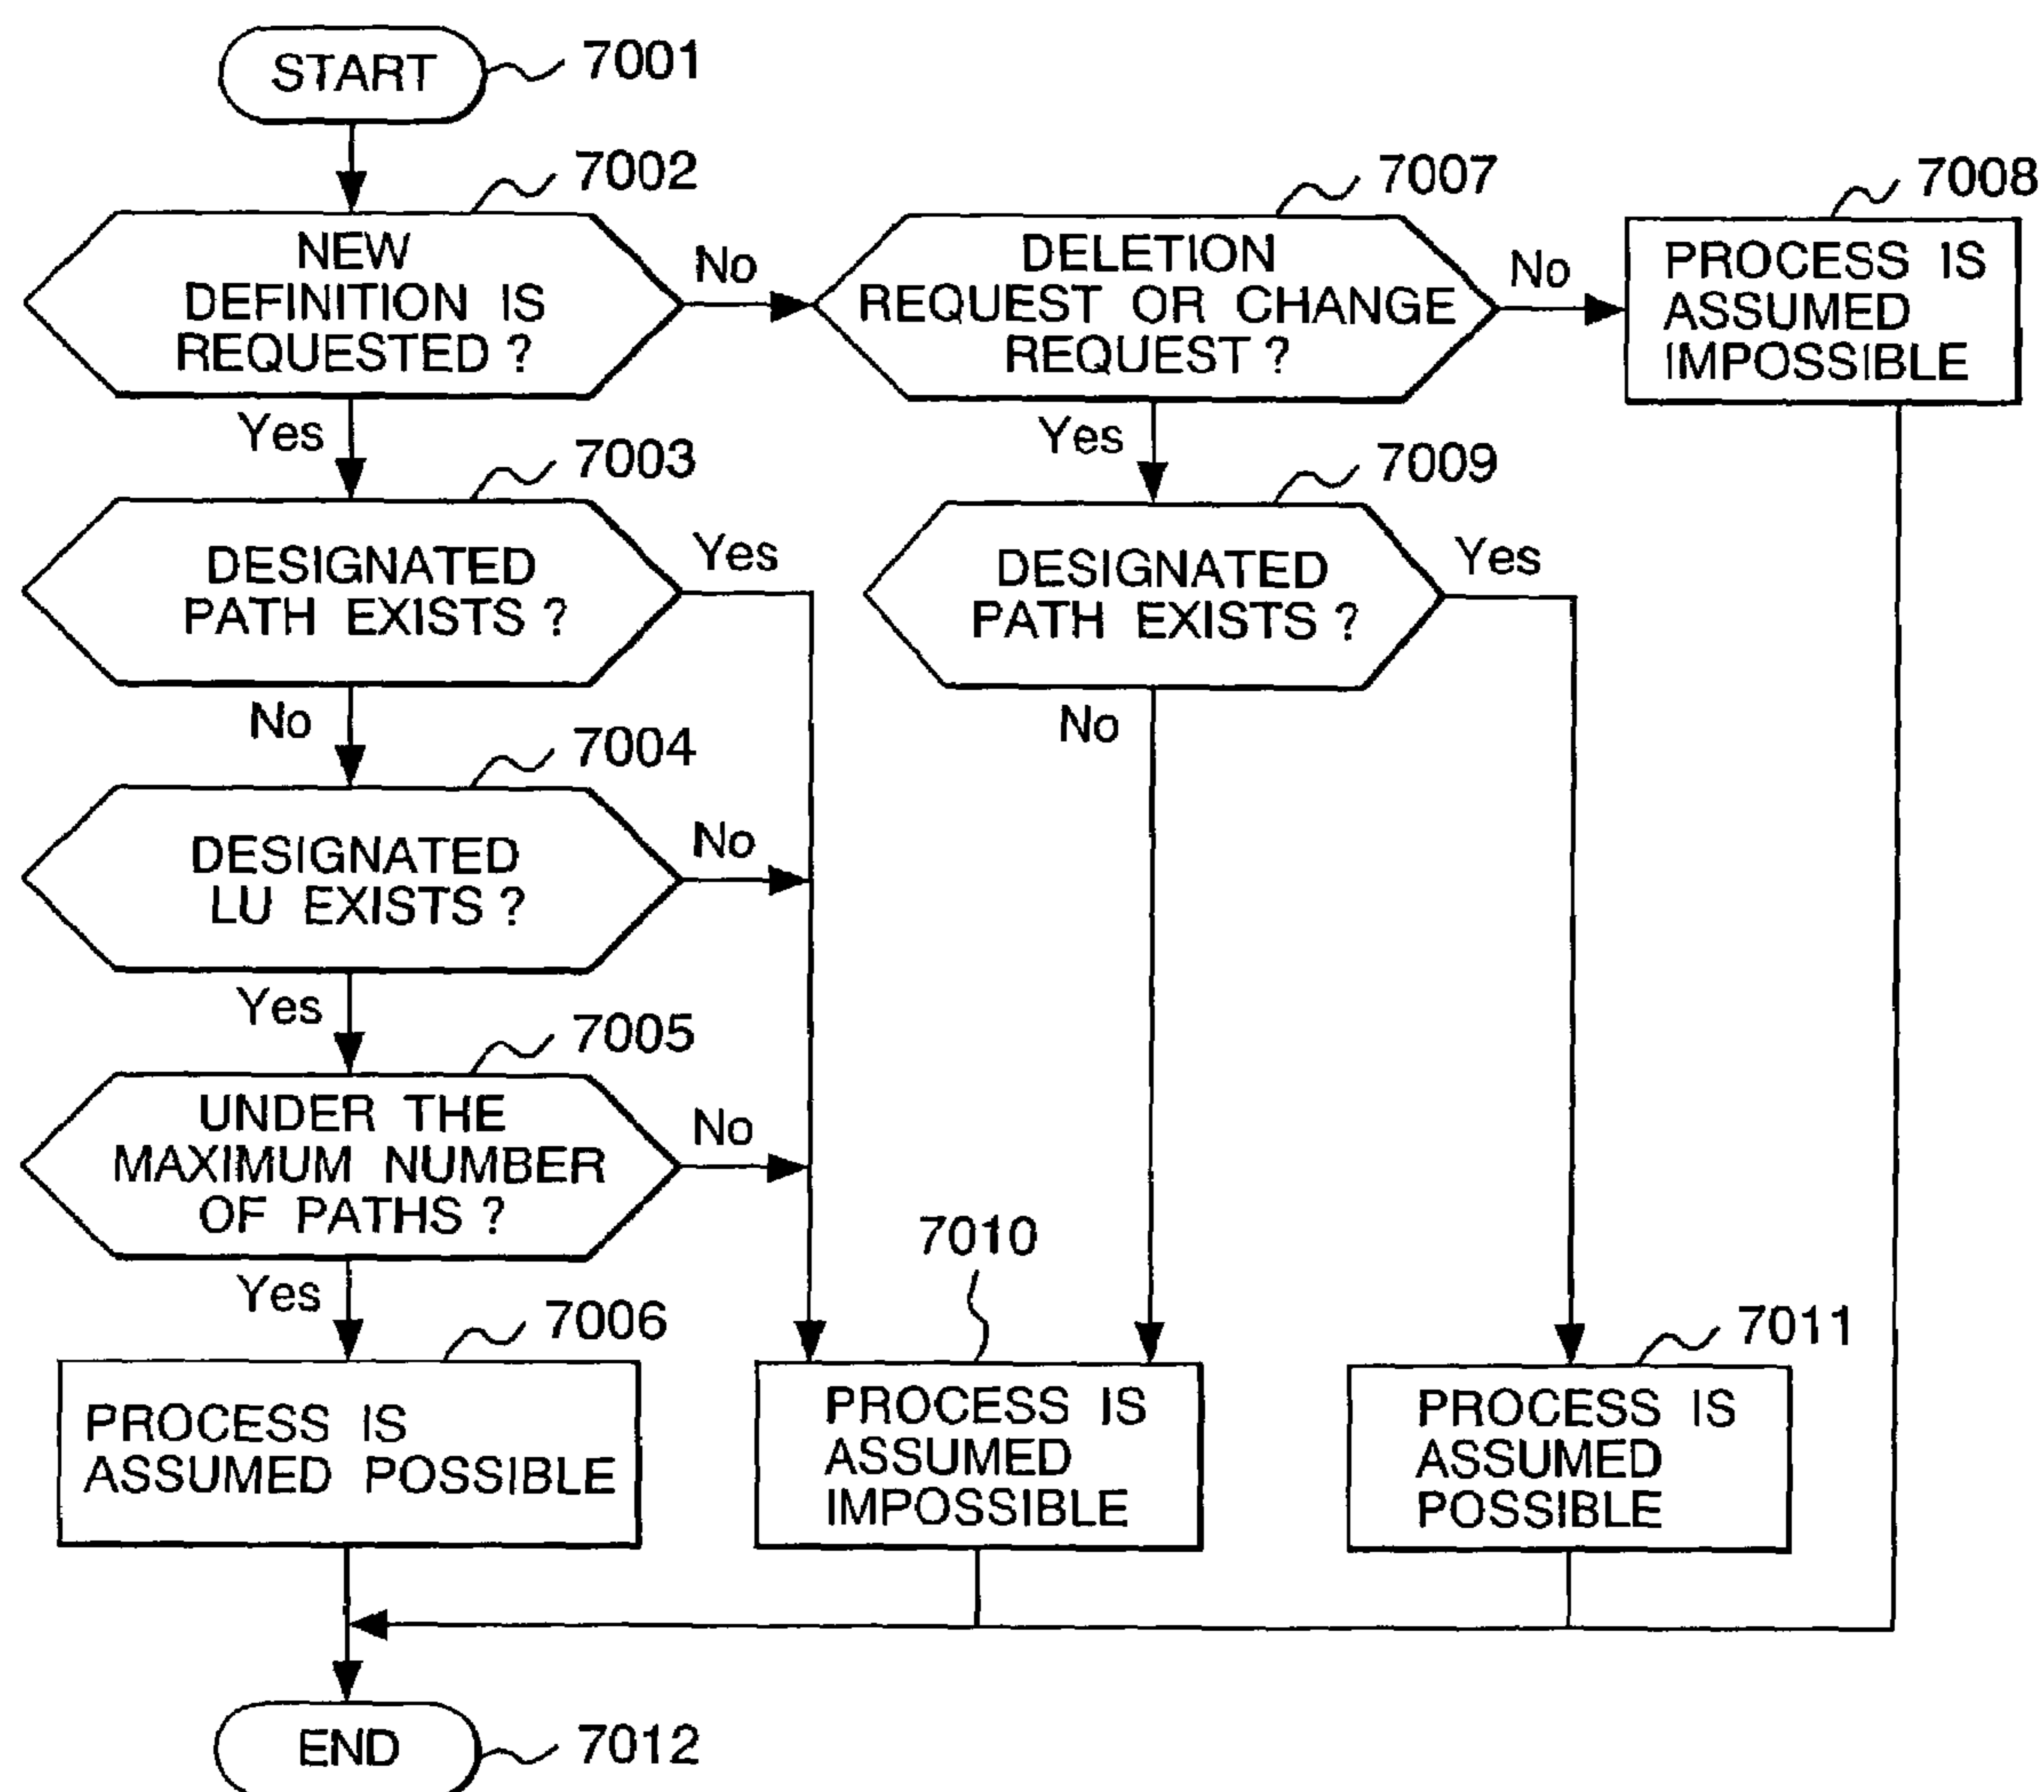 START
7001
7002
NEW
DEFINITION IS
REQUESTED ?
No
Yes
7007
DELETION
REQUEST OR CHANGE
REQUEST ?
No
Yes
7008
PROCESS IS
ASSUMED
IMPOSSIBLE
7003
DESIGNATED
PATH EXISTS ?
Yes
No
7009
DESIGNATED
PATH EXISTS ?
Yes
No
7004
DESIGNATED
LU EXISTS ?
No
Yes
7005
UNDER THE
MAXIMUM NUMBER
OF PATHS ?
No
Yes
7006
PROCESS IS
ASSUMED POSSIBLE
7010
PROCESS IS
ASSUMED
IMPOSSIBLE
7011
PROCESS IS
ASSUMED
POSSIBLE
END
7012